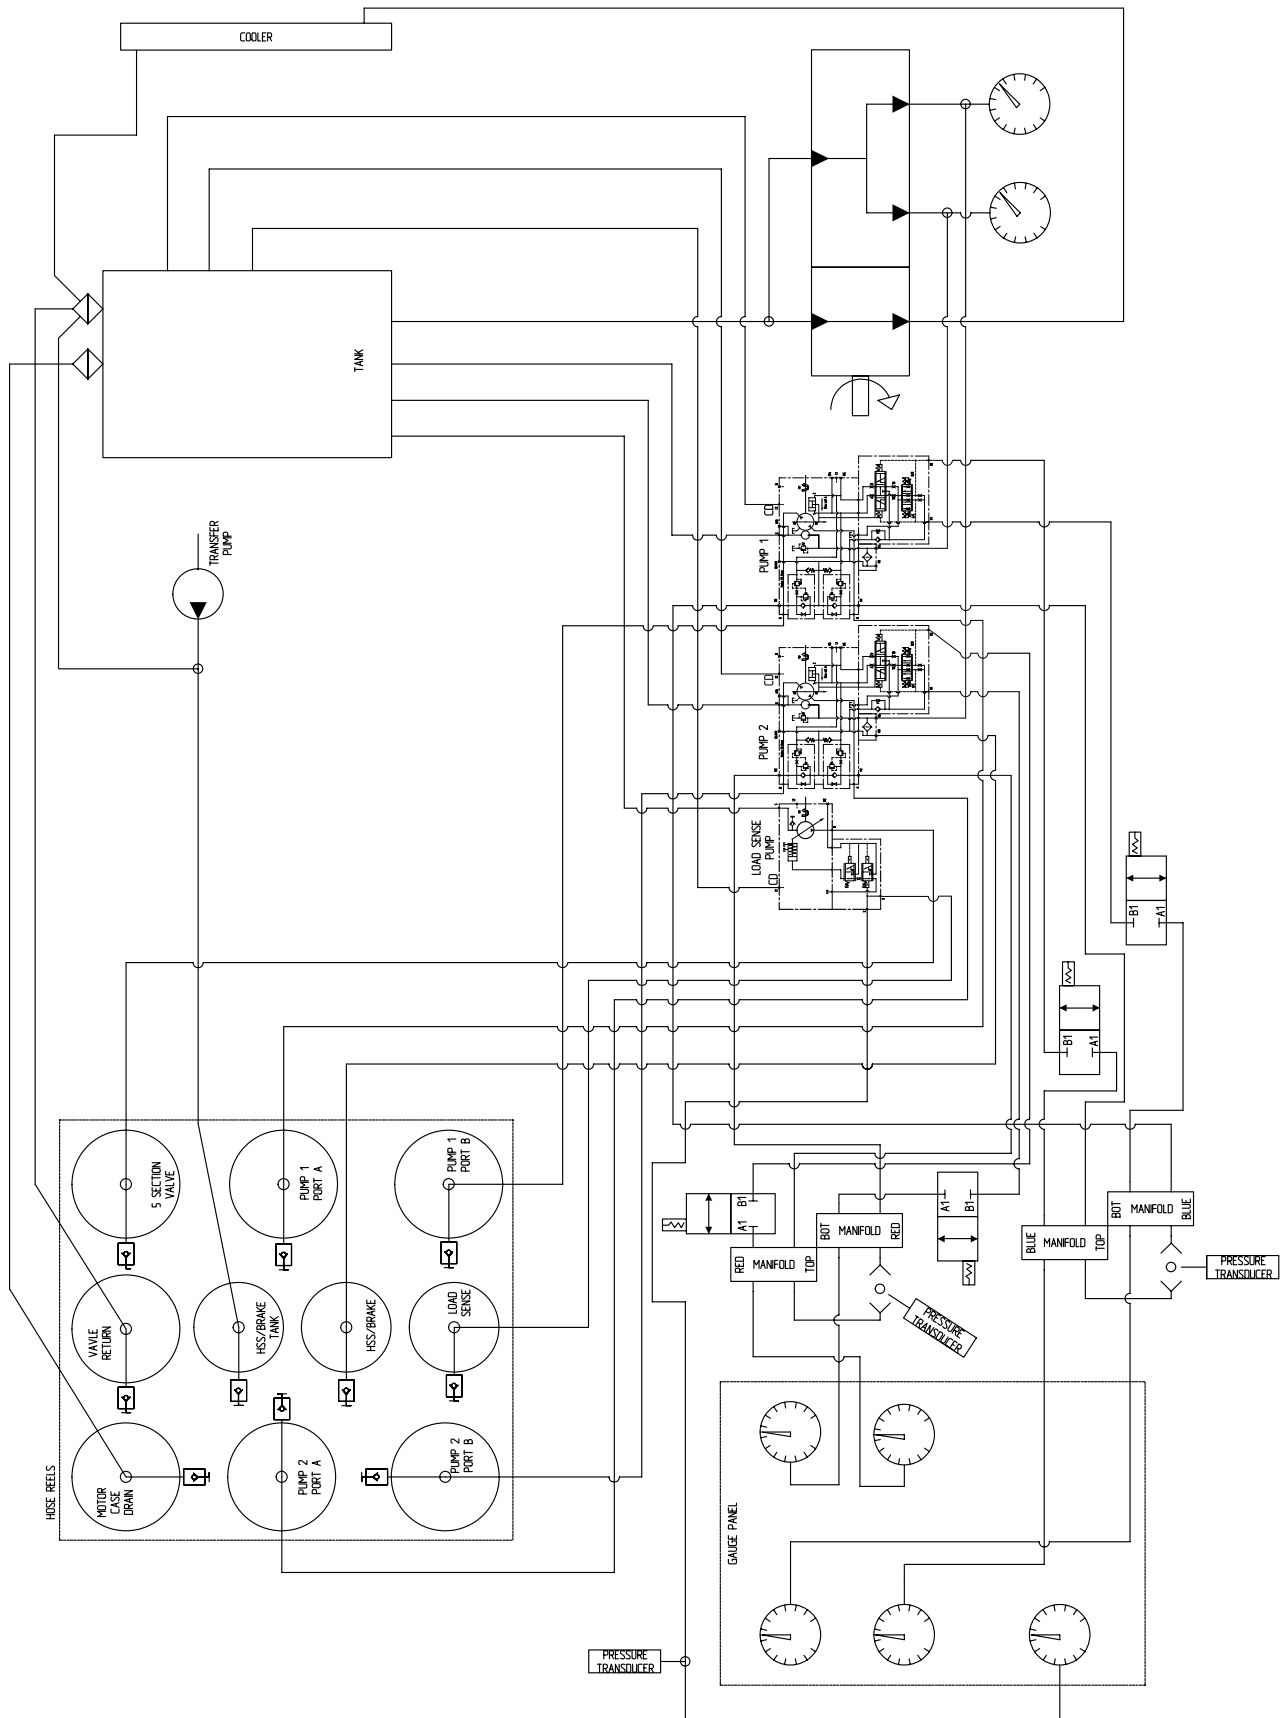 COOLER
TANK
TRANSFER
PUMP
CD
PUMP 1
CD
PUMP 2
LOAD SENSE
PUMP
CD
B1
A1
B1
A1
HOSE REELS
5 SECTION
VALVE
PUMP 1
PORT A
PUMP 1
PORT B
VAVLE
RETURN
HSS/BRAKE
TANK
HSS/BRAKE
LOAD
SENSE
MOTOR
CASE
DRAIN
PUMP 2
PORT A
PUMP 2
PORT B
A1
B1
A1
B1
BOT
MANIFOLD
RED
RED
MANIFOLD
TOP
BOT
MANIFOLD
BLUE
BLUE
MANIFOLD
TOP
PRESSURE
TRANSDUCER
PRESSURE
TRANSDUCER
GAUGE PANEL
PRESSURE
TRANSDUCER